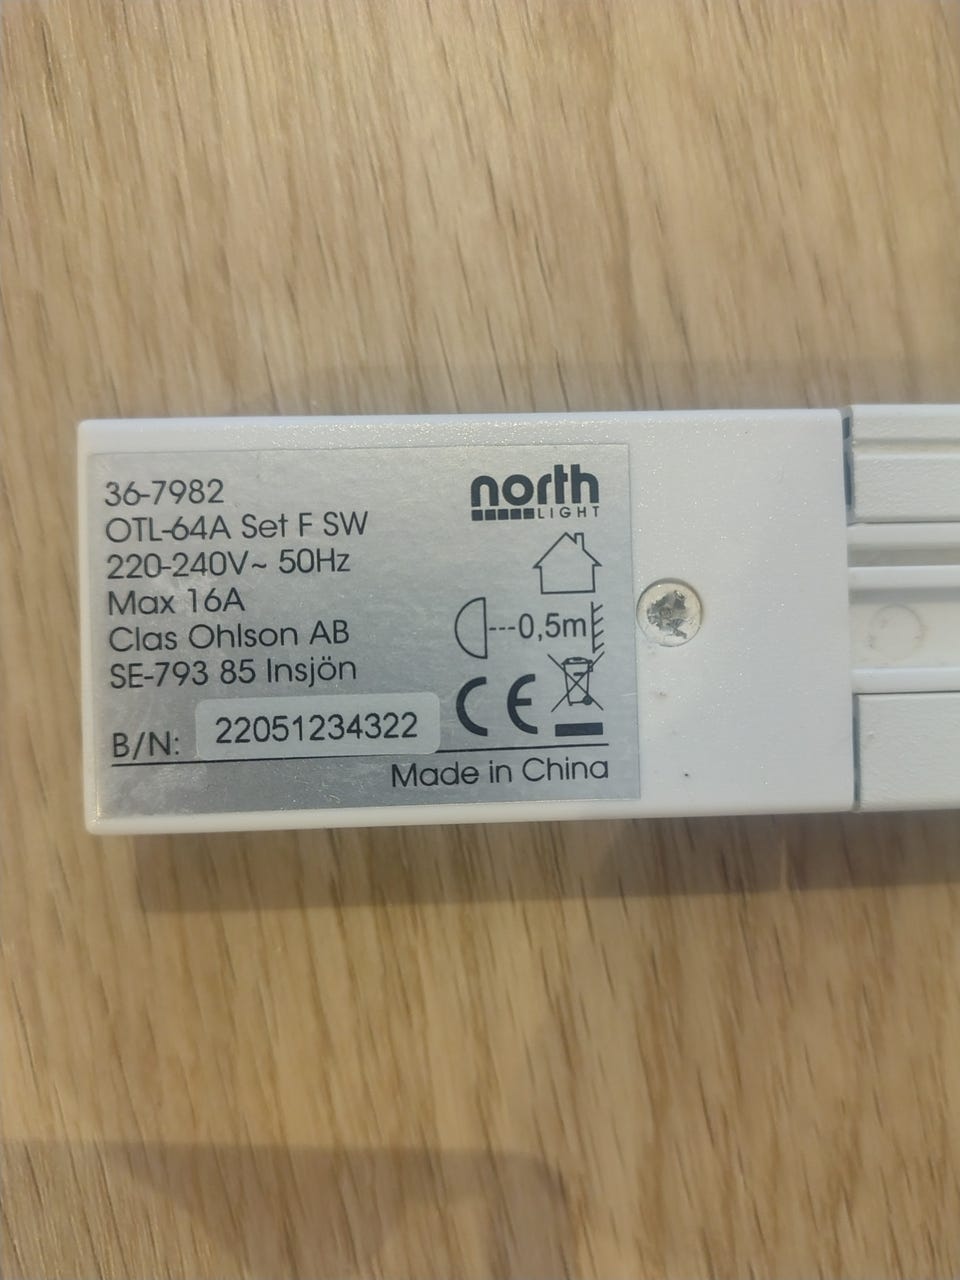 36-7982
OTL-64A Set F SW
220-240V~ 50Hz
Max 16A
Clas Ohlson AB
SE-793 85 Insjön
B/N: 22051234322
north
LIGHT
0,5m
CE
Made in China